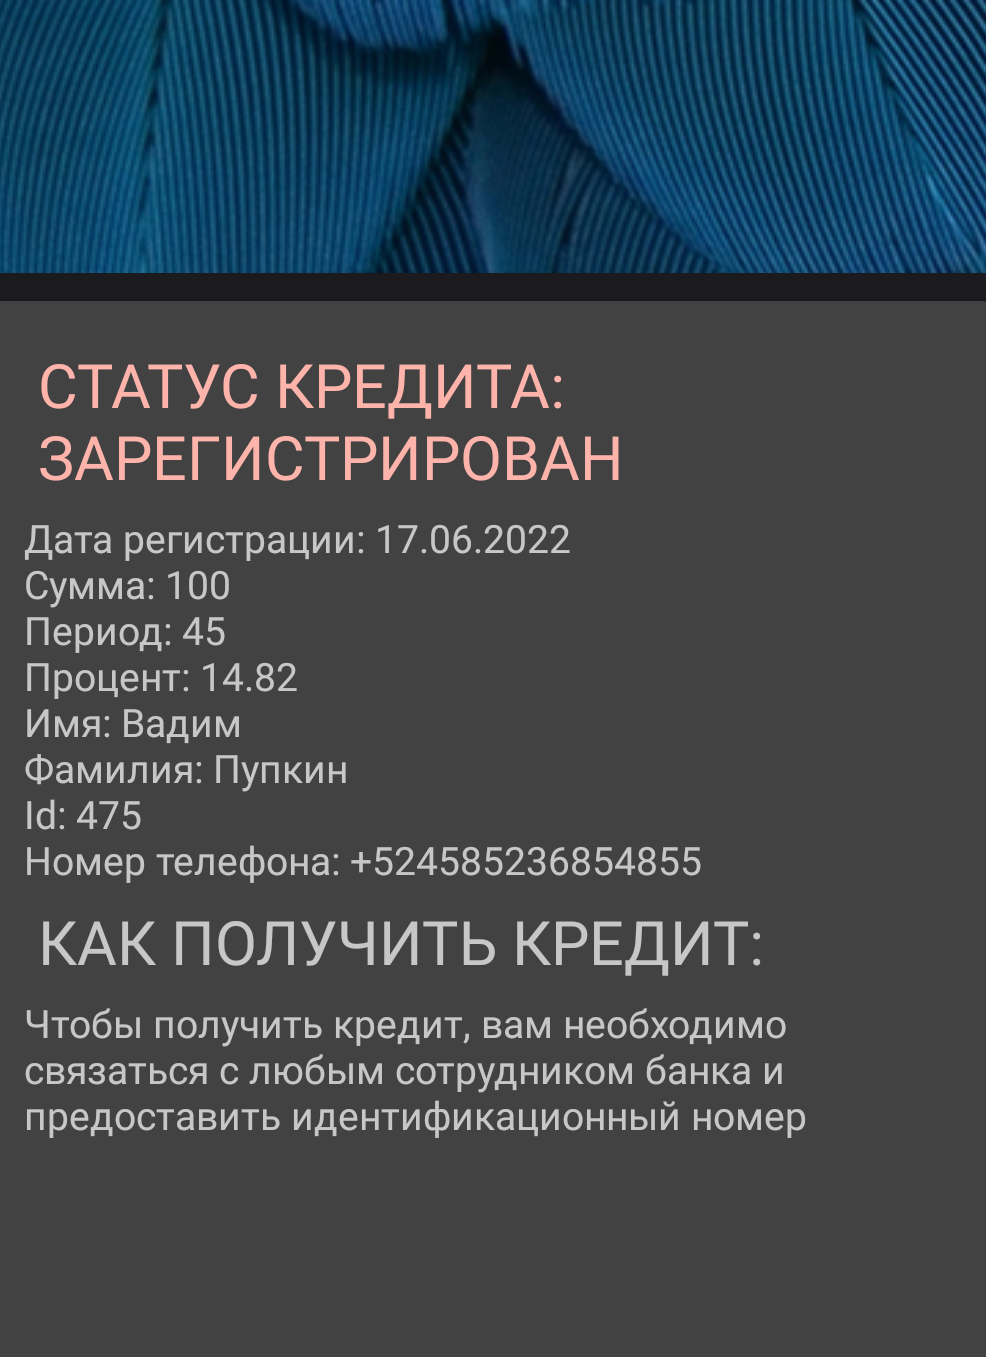 СТАТУС КРЕДИТА:
ЗАРЕГИСТРИРОВАН
Дата регистрации: 17.06.2022
Сумма: 100
Период: 45
Процент: 14.82
Имя: Вадим
Фамилия: Пупкин
Id: 475
Номер телефона: +524585236854855
КАК ПОЛУЧИТЬ КРЕДИТ:
Чтобы получить кредит, вам необходимо
связаться с любым сотрудником банка и
предоставить идентификационный номер